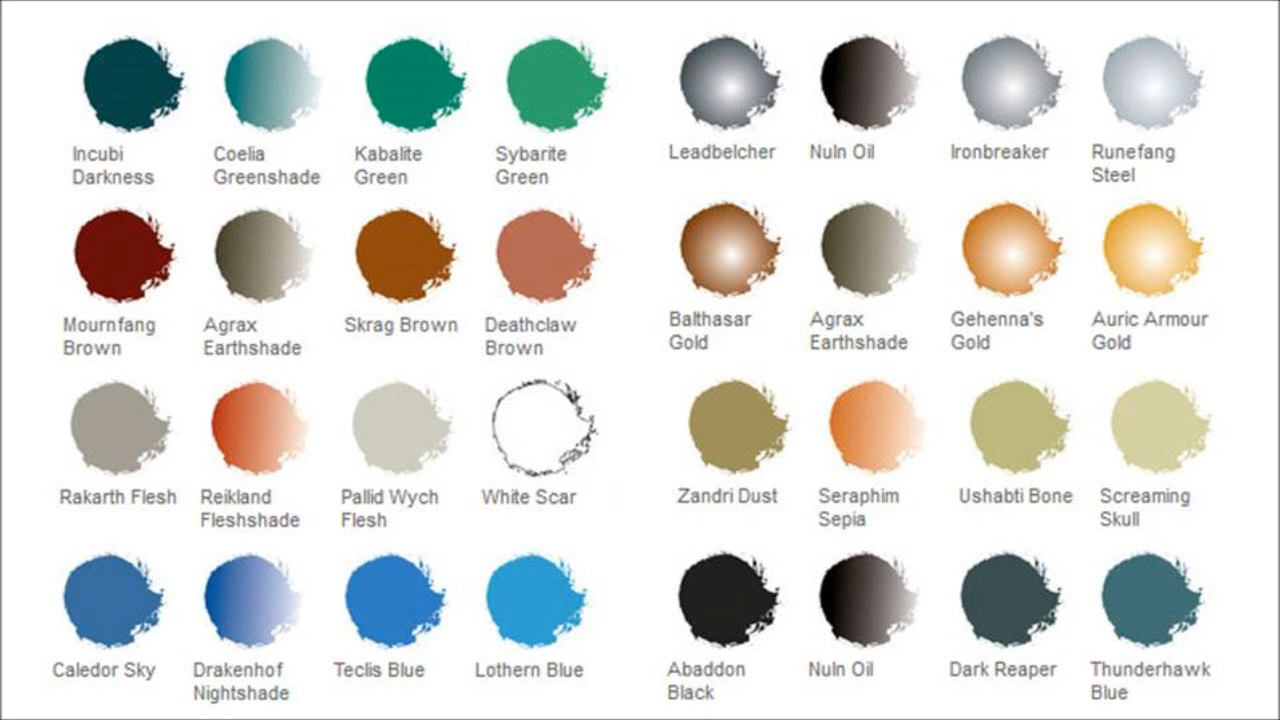 Incubi
Darkness
Coelia
Greenshade
Kabalite
Green
Sybarite
Green
Leadbelcher
Nuln Oil
Ironbreaker
Runefang
Steel
Mournfang
Brown
Agrax
Earthshade
Skrag Brown
Deathclaw
Brown
Balthasar
Gold
Agrax
Earthshade
Gehenna's
Gold
Auric Armour
Gold
Rakarth Flesh
Reikland
Fleshshade
Pallid Wych
Flesh
White Scar
Zandri Dust
Seraphim
Sepia
Ushabti Bone
Screaming
Skull
Caledor Sky
Drakenhof
Nightshade
Teclis Blue
Lothern Blue
Abaddon
Black
Nuln Oil
Dark Reaper
Thunderhawk
Blue